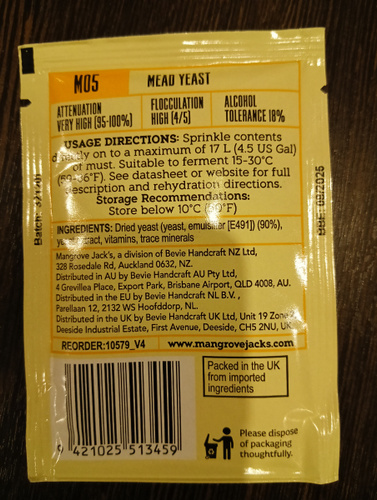 M05 MEAD YEAST
ATTENUATION
VERY HIGH (95-100%)
FLOCCULATION
HIGH (4/5)
ALCOHOL
TOLERANCE 18%
USAGE DIRECTIONS: Sprinkle contents
on to a maximum of 17 L (4.5 US Gal)
of must. Suitable to ferment 15-30°C
See datasheet or website for full
description and rehydration directions.
Storage Recommendations:
Store below 10°C
INGREDIENTS: Dried yeast (yeast, emulsifier [E491]) (90%),
vitamins, trace minerals
Mangrove Jack's, a division of Bevie Handcraft NZ Ltd,
328 Rosedale Rd, Auckland 0632, NZ.
Distributed in AU by Bevie Handcraft AU Pty Ltd,
4 Grevillea Place, Export Park, Brisbane Airport, QLD 4008, AU.
Distributed in the EU by Bevie Handcraft NL B.V.,
Parellaan 12, 2132 WS Hoofddorp, NL.
Distributed in the UK by Bevie Handcraft UK Ltd, Unit 19 Zone
Deeside Industrial Estate, First Avenue, Deeside, CH5 2NU, UK
REORDER:10579_V4 www.mangrovejacks.com
Packed in the UK
from imported
ingredients
9 421025 513459
Please dispose
of packaging
thoughtfully.
Batch:
BBE: